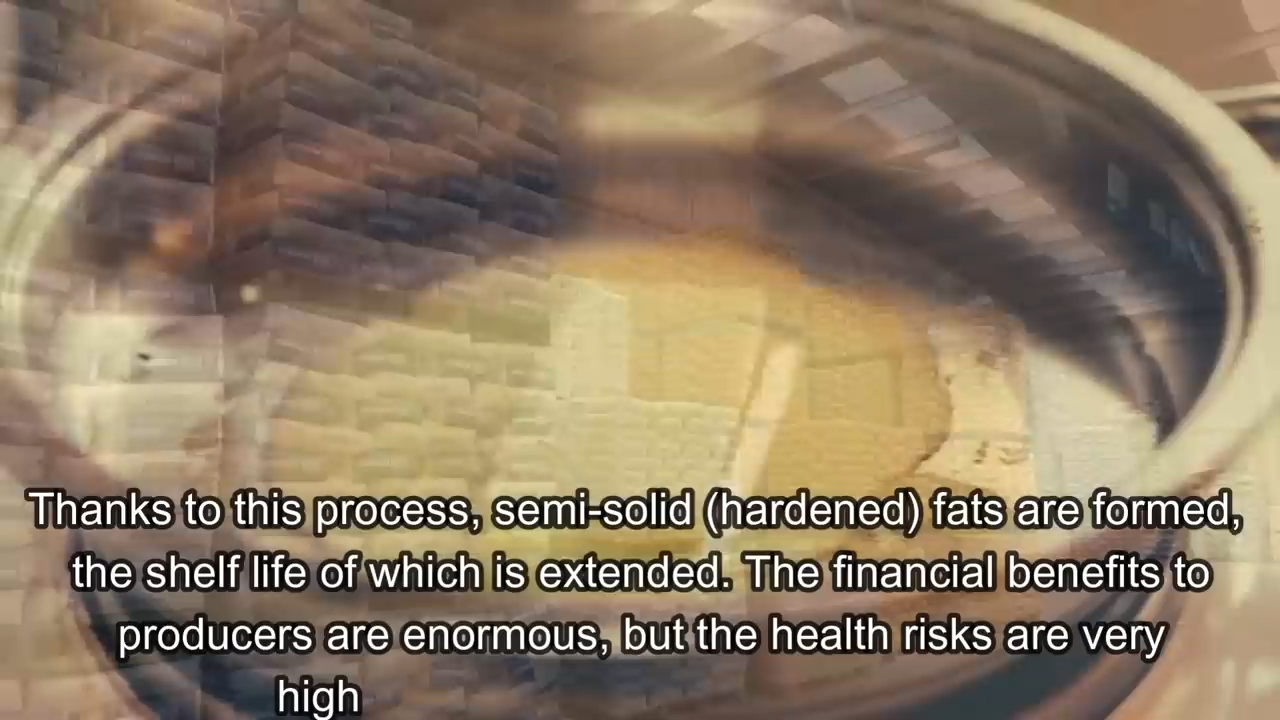 Thanks to this process, semi-solid (hardened) fats are formed,
the shelf life of which is extended. The financial benefits to
producers are enormous, but the health risks are very
high